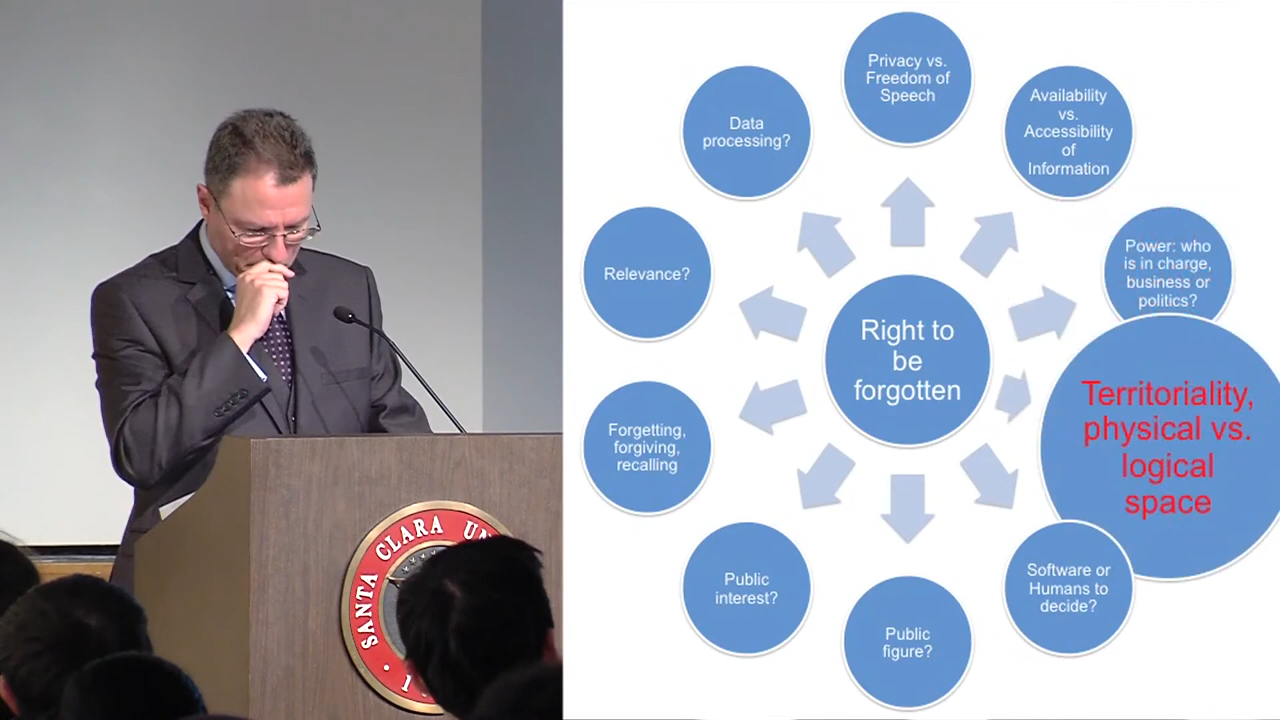 SANTA CLARA UN
1
Privacy vs.
Freedom of
Speech
Availability
vs.
Accessibility
of
Information
Power: who
is in charge,
business or
politics?
Territoriality,
physical vs.
logical
space
Software or
Humans to
decide?
Public
figure?
Public
interest?
Forgetting,
forgiving,
recalling
Relevance?
Data
processing?
Right to
be
forgotten